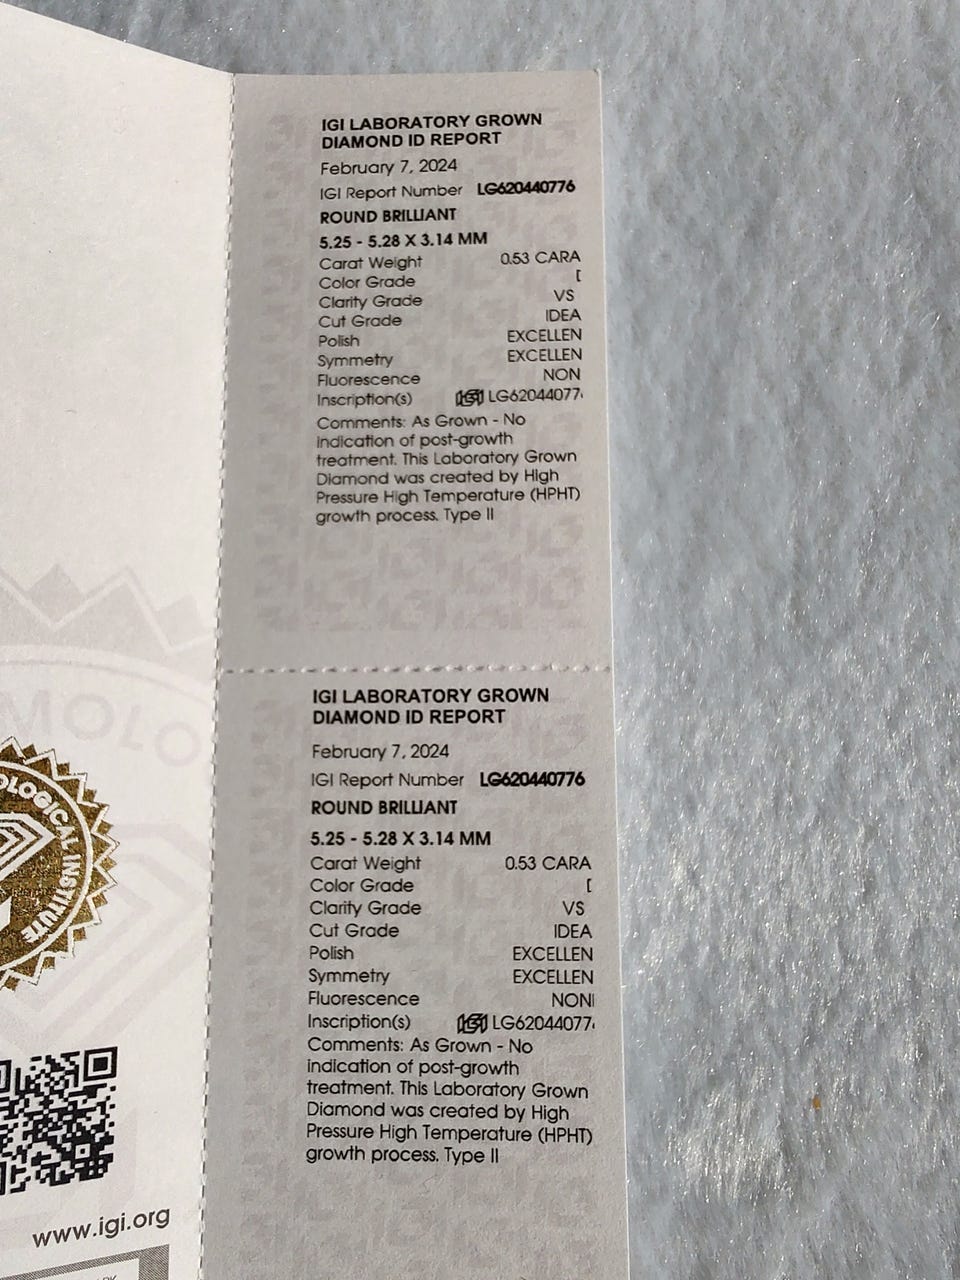 IGI LABORATORY GROWN
DIAMOND ID REPORT
February 7, 2024
IGI Report Number LG620440776
ROUND BRILLIANT
5.25 - 5.28 X 3.14 MM
Carat Weight 0.53 CARA
Color Grade
Clarity Grade VS
Cut Grade IDEA
Polish EXCELLEN
Symmetry EXCELLEN
Fluorescence NON
Inscription(s) IGI LG62044077
Comments: As Grown - No
indication of post-growth
treatment. This Laboratory Grown
Diamond was created by High
Pressure High Temperature (HPHT)
growth process. Type II
IGI LABORATORY GROWN
DIAMOND ID REPORT
February 7, 2024
IGI Report Number LG620440776
ROUND BRILLIANT
5.25 - 5.28 X 3.14 MM
Carat Weight 0.53 CARA
Color Grade
Clarity Grade VS
Cut Grade IDEA
Polish EXCELLEN
Symmetry EXCELLEN
Fluorescence NON
Inscription(s) IGI LG62044077
Comments: As Grown - No
indication of post-growth
treatment. This Laboratory Grown
Diamond was created by High
Pressure High Temperature (HPHT)
growth process. Type II
MOLO
OLOGICAL INSTITUTE
www.igi.org